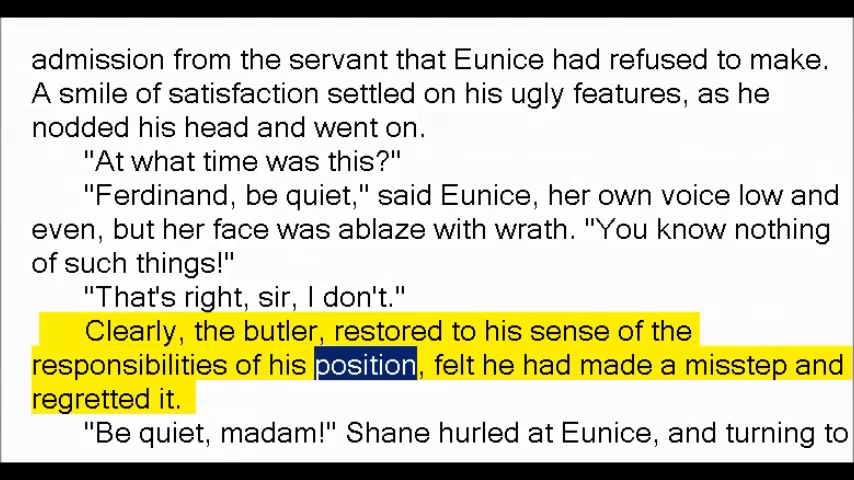 admission from the servant that Eunice had refused to make.
A smile of satisfaction settled on his ugly features, as he
nodded his head and went on.
"At what time was this?"
"Ferdinand, be quiet," said Eunice, her own voice low and
even, but her face was ablaze with wrath. "You know nothing
of such things!"
"That's right, sir, I don't."
Clearly, the butler, restored to his sense of the
responsibilities of his position, felt he had made a misstep and
regretted it.
"Be quiet, madam!" Shane hurled at Eunice, and turning to